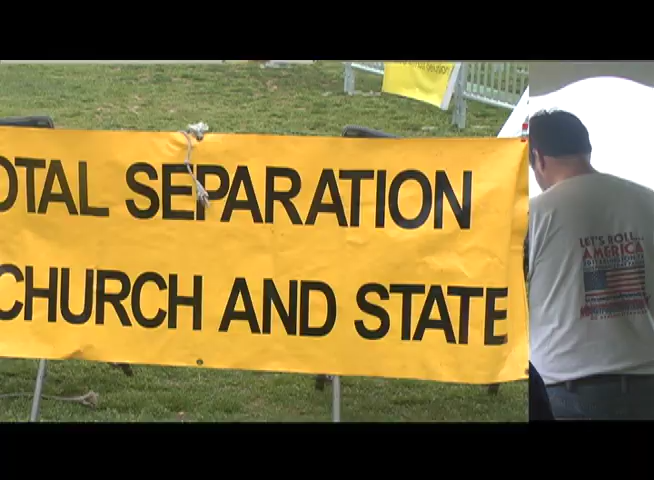 OTAL SEPARATION
CHURCH AND STATE
LET'S ROLL...
AMERICA